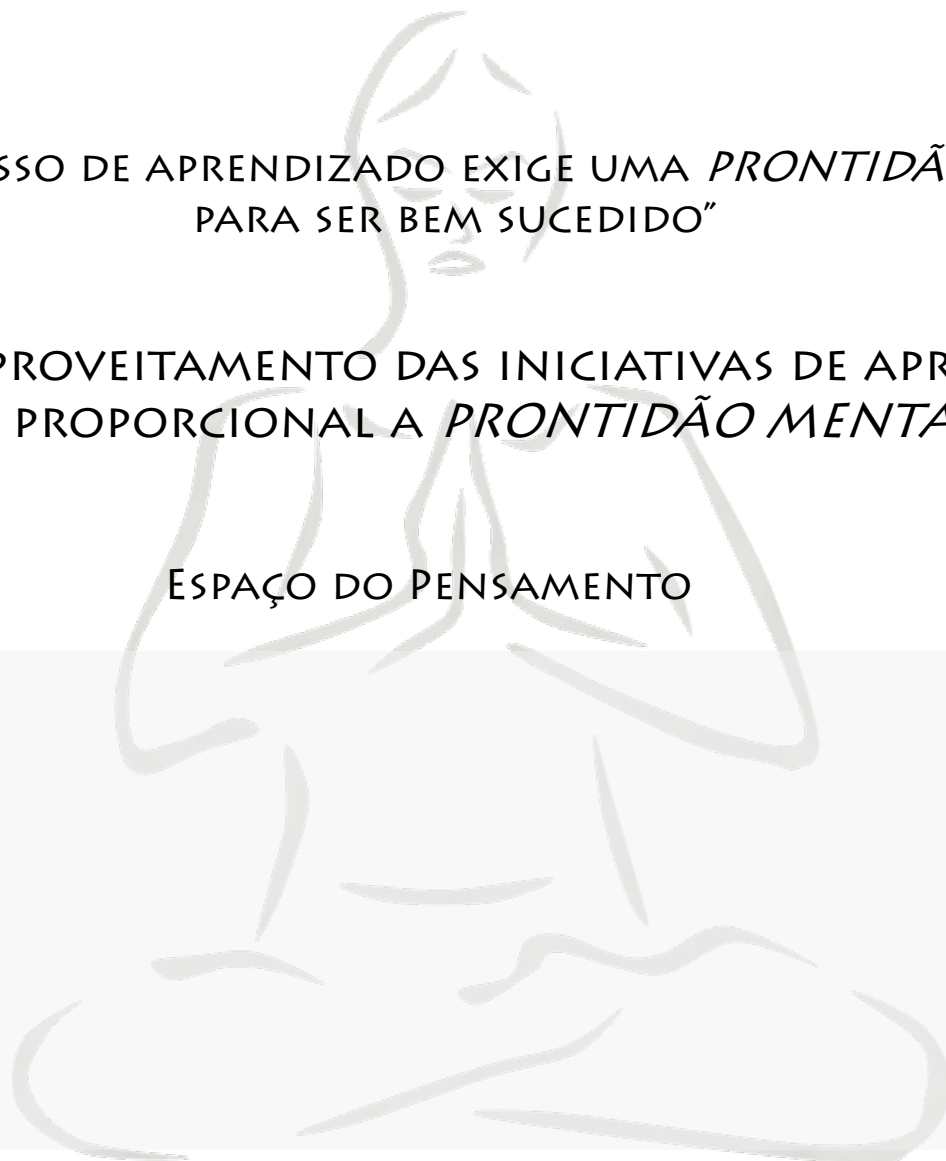 SSO DE APRENDIZADO EXIGE UMA PRONTIDÃ
PARA SER BEM SUCEDIDO”
PROVEITAMENTO DAS INICIATIVAS DE APR
PROPORCIONAL A PRONTIDÃO MENTA
ESPAÇO DO PENSAMENTO